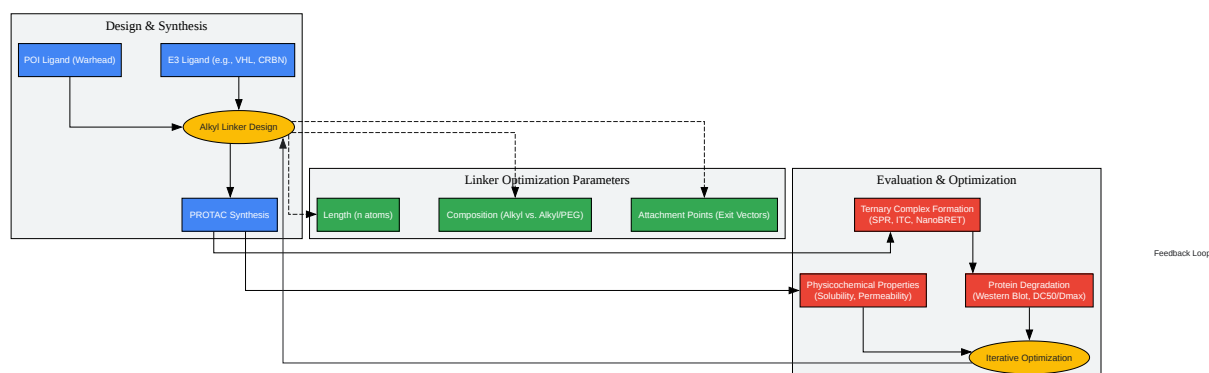 Design & Synthesis
POI Ligand (Warhead)
E3 Ligand (e.g., VHL, CRBN)
Alkyl Linker Design
PROTAC Synthesis
Linker Optimization Parameters
Length (n atoms)
Composition (Alkyl vs. Alkyl/PEG)
Attachment Points (Exit Vectors)
Evaluation & Optimization
Ternary Complex Formation
(SPR, ITC, NanoBRET)
Physicochemical Properties
(Solubility, Permeability)
Protein Degradation
(Western Blot, DC50/Dmax)
Iterative Optimization
Feedback Loop